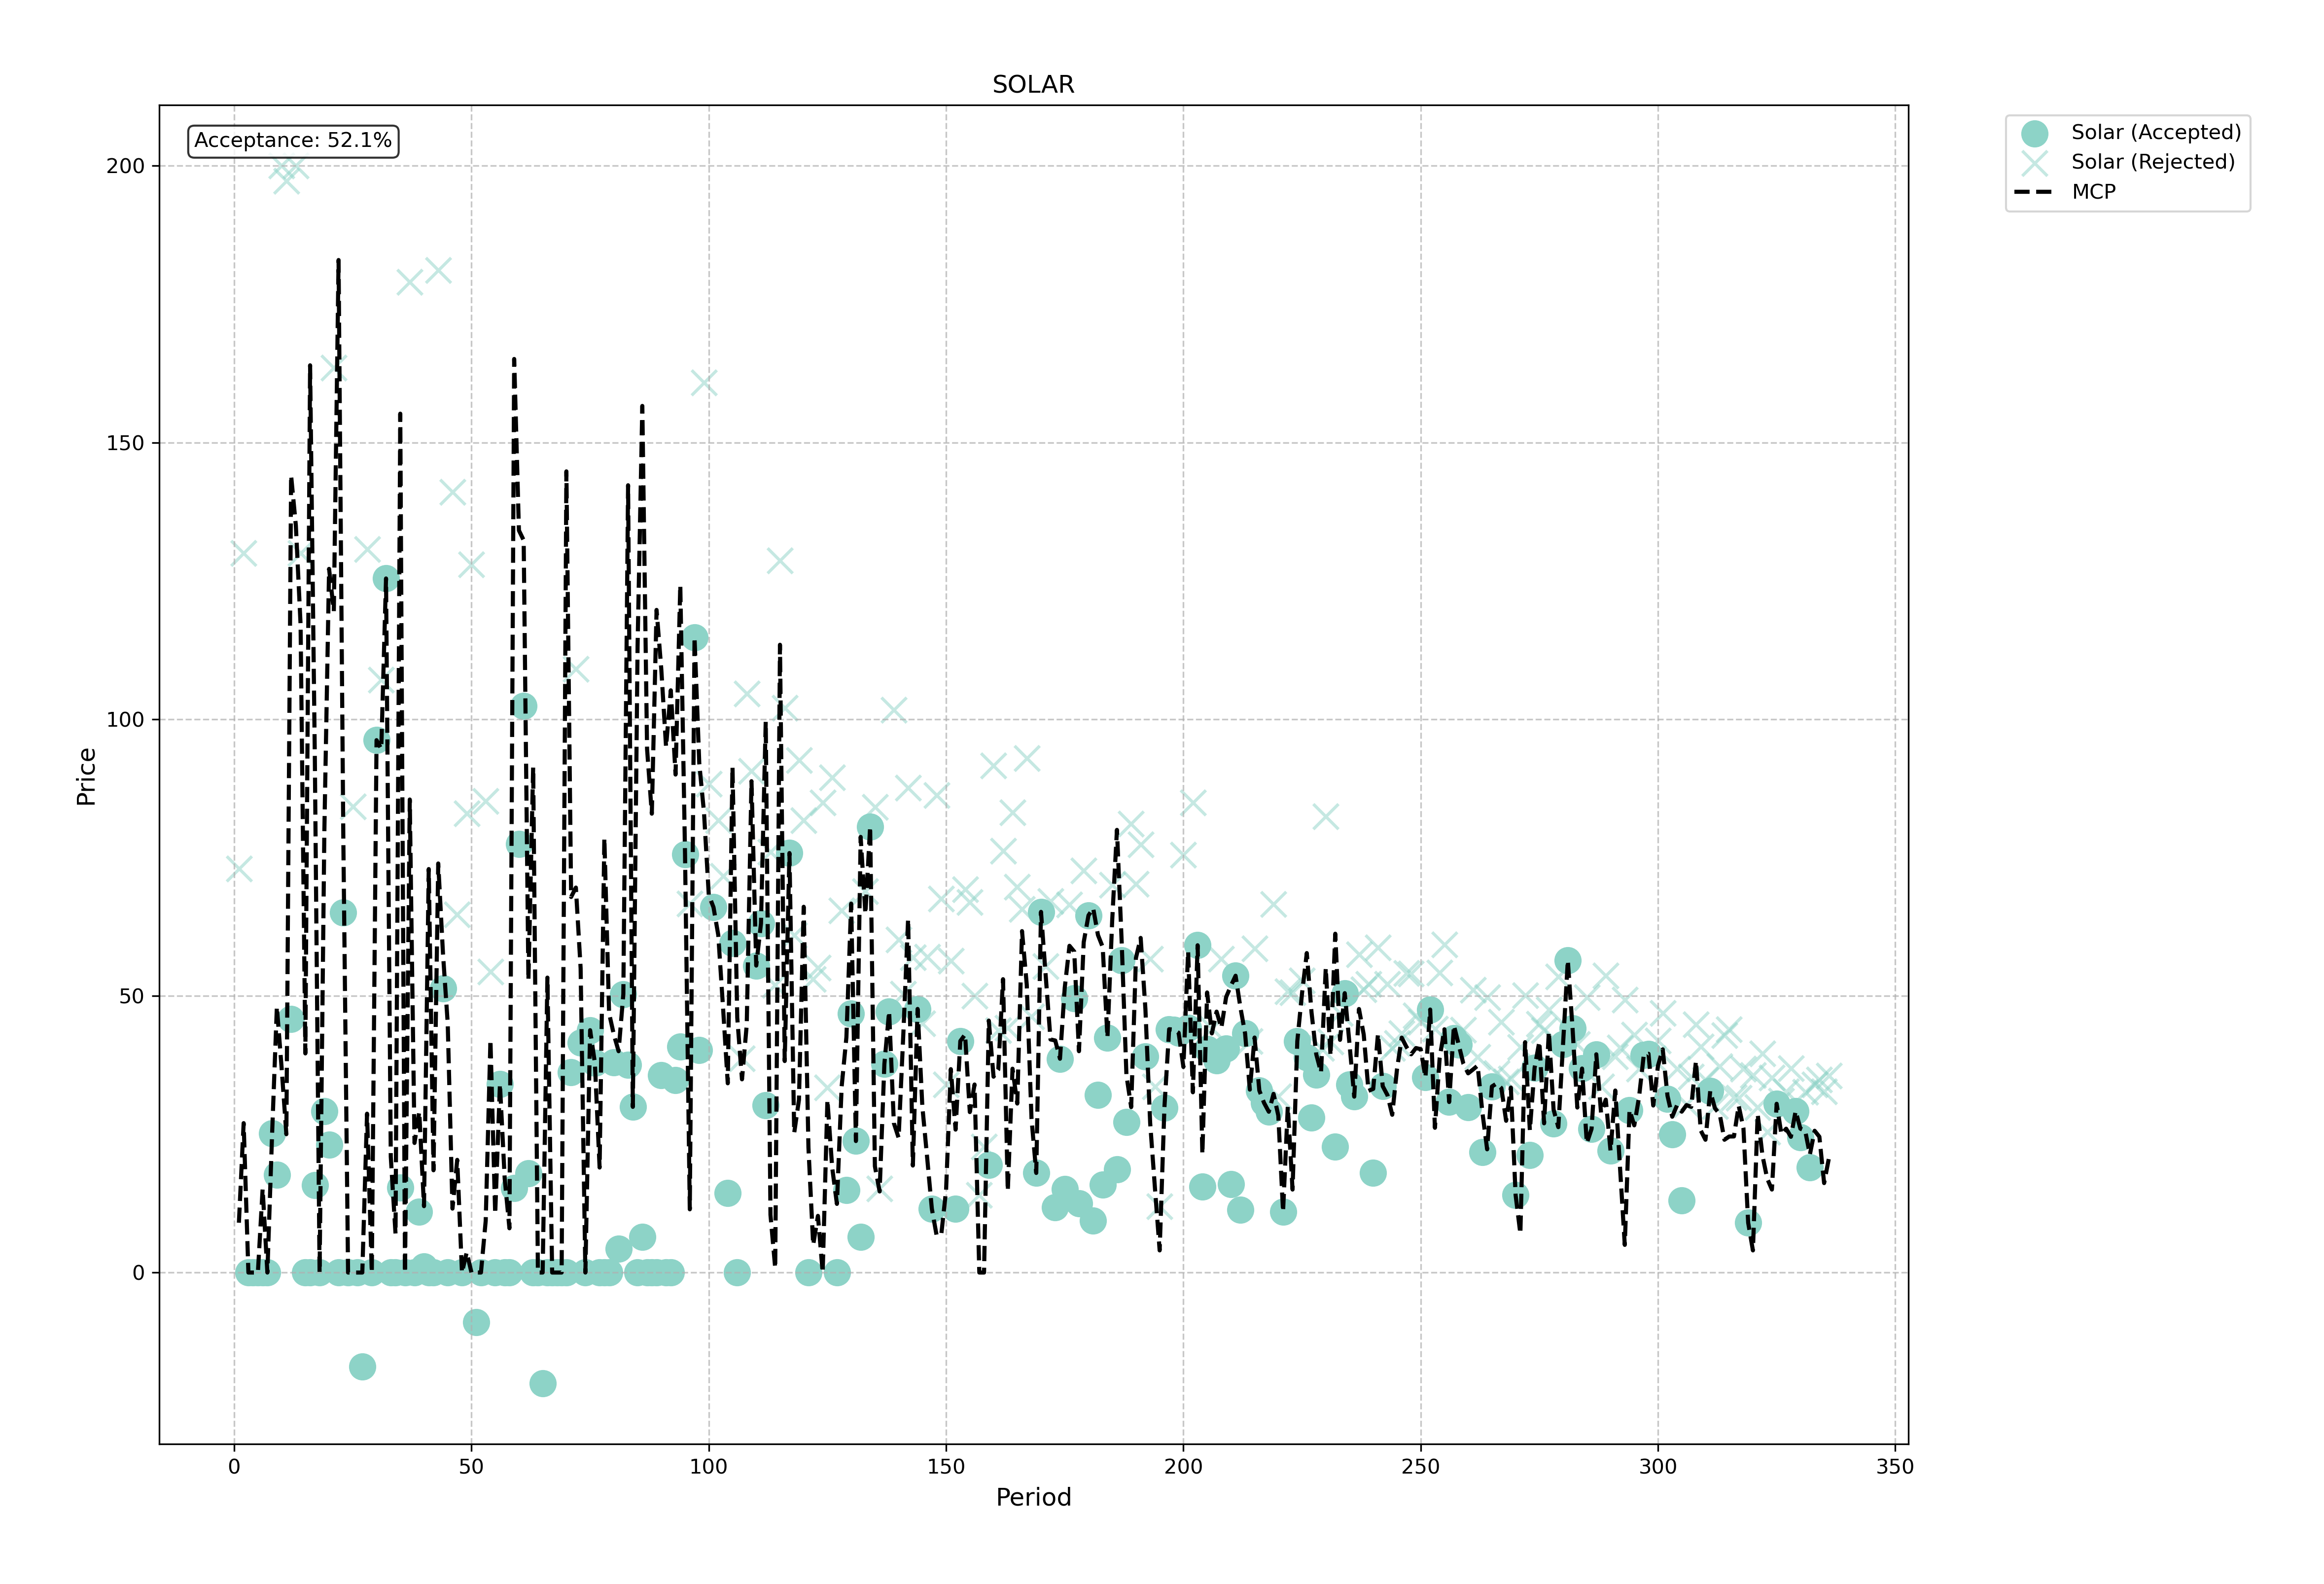 SOLAR
Acceptance: 52.1%
Solar (Accepted)
Solar (Rejected)
MCP
200
150
100
50
0
Price
0 50 100 150 200 250 300 350
Period